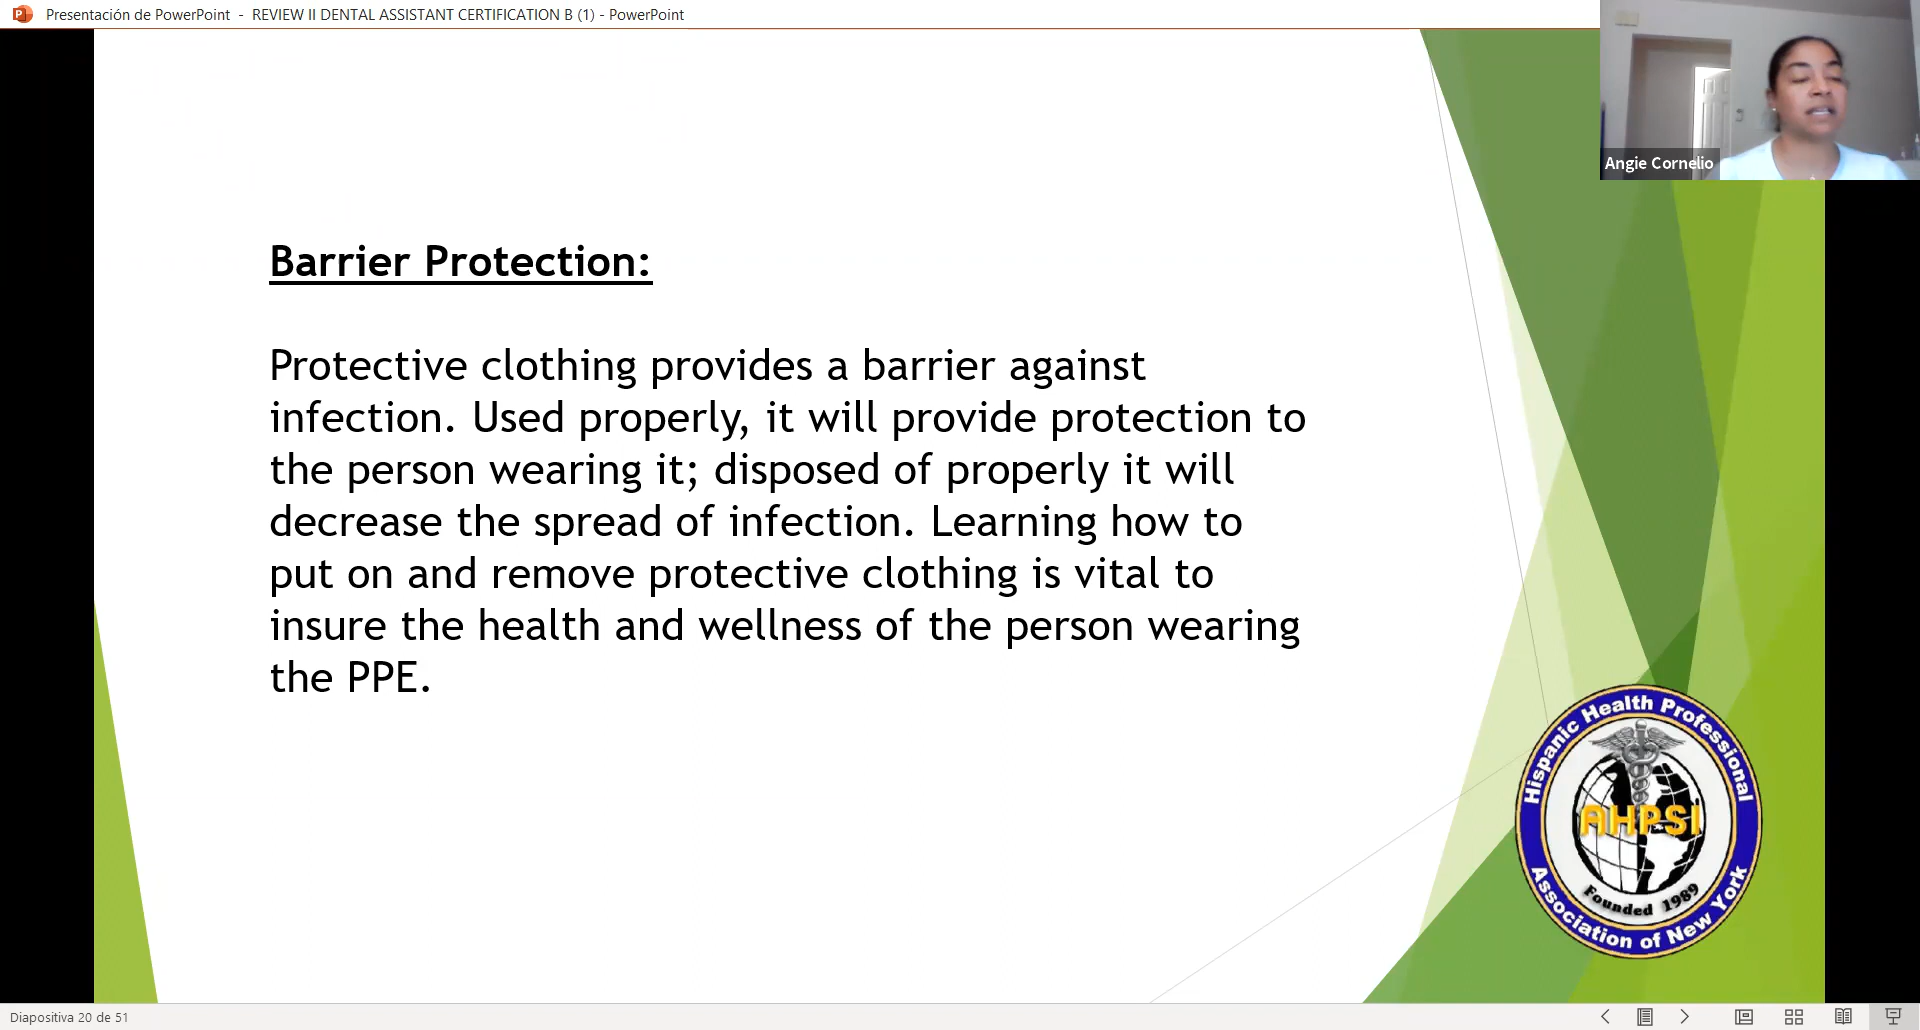 Presentación de PowerPoint - REVIEW II DENTAL ASSISTANT CERTIFICATION B (1) - PowerPoint
Angie Cornelio
Barrier Protection:
Protective clothing provides a barrier against
infection. Used properly, it will provide protection to
the person wearing it; disposed of properly it will
decrease the spread of infection. Learning how to
put on and remove protective clothing is vital to
insure the health and wellness of the person wearing
the PPE.
Hispanic Health Professional
AHPSI
Founded 1989
Association of New York
Diapositiva 20 de 51